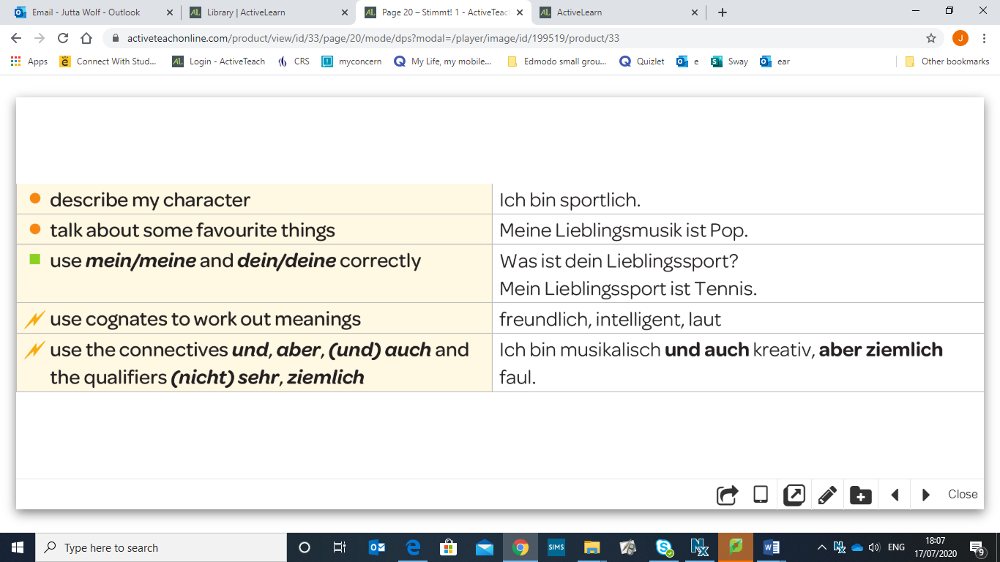 Email - Jutta Wolf - Outlook
Library | ActiveLearn
Page 20 – Stimmt! 1 - ActiveTeac
ActiveLearn
activeteachonline.com/product/view/id/33/page/20/mode/dps?modal=/player/image/id/199519/product/33
J
Apps
Connect With Stud...
Login - ActiveTeach
CRS
myconcern
My Life, my mobile...
Edmodo small grou...
Quizlet
e
Sway
ear
Other bookmarks
describe my character
Ich bin sportlich.
talk about some favourite things
Meine Lieblingsmusik ist Pop.
use mein/meine and dein/deine correctly
Was ist dein Lieblingssport?
Mein Lieblingssport ist Tennis.
use cognates to work out meanings
freundlich, intelligent, laut
use the connectives und, aber, (und) auch and
the qualifiers (nicht) sehr, ziemlich
Ich bin musikalisch und auch kreativ, aber ziemlich
faul.
Close
Type here to search
SIMS
ENG
18:07
17/07/2020
9